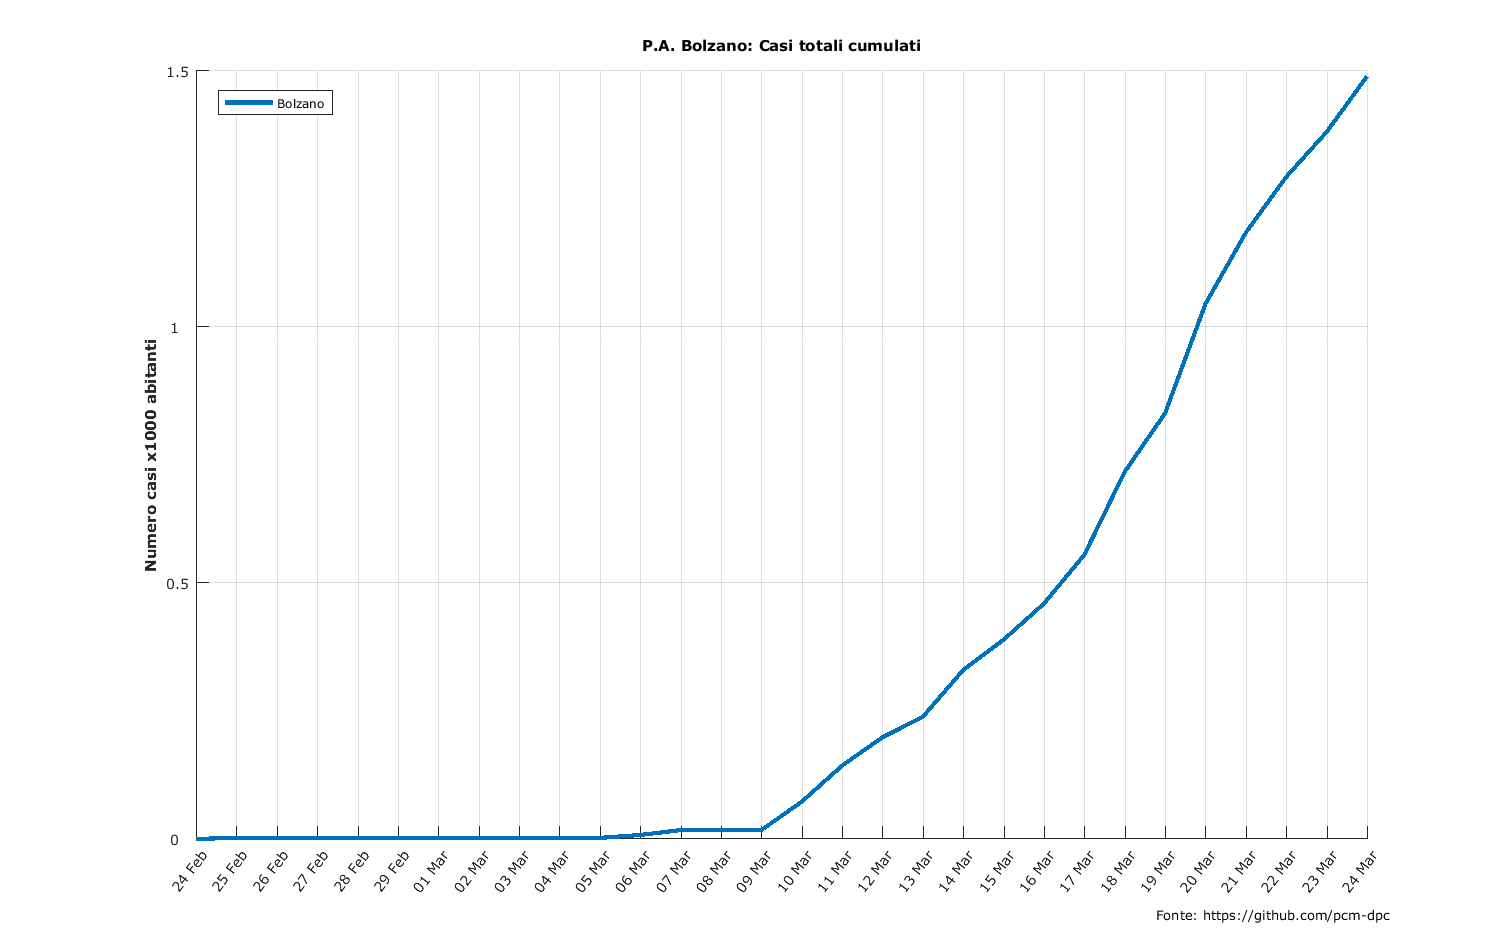 P.A. Bolzano: Casi totali cumulati
Bolzano
Numero casi x1000 abitanti
1.5
1
0.5
0
24 Feb
25 Feb
26 Feb
27 Feb
28 Feb
29 Feb
01 Mar
02 Mar
03 Mar
04 Mar
05 Mar
06 Mar
07 Mar
08 Mar
09 Mar
10 Mar
11 Mar
12 Mar
13 Mar
14 Mar
15 Mar
16 Mar
17 Mar
18 Mar
19 Mar
20 Mar
21 Mar
22 Mar
23 Mar
24 Mar
Fonte: https://github.com/pcm-dpc